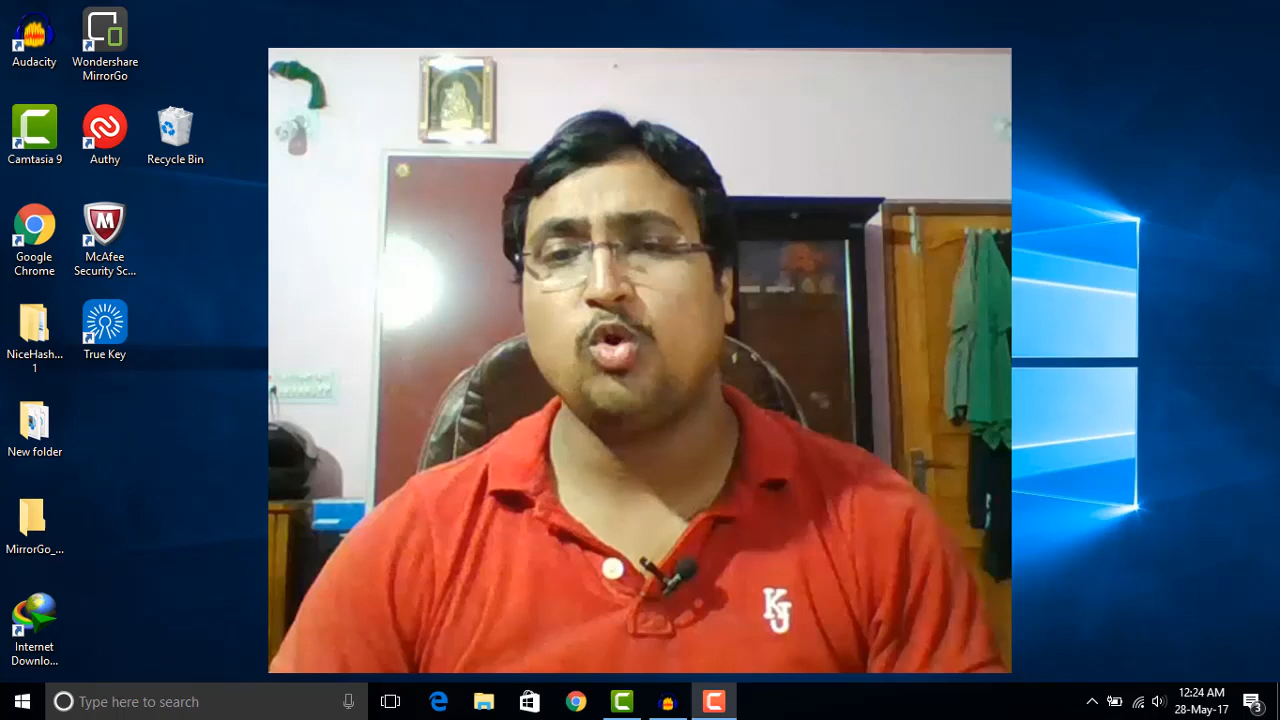 Audacity
Wondershare
MirrorGo
Camtasia 9
Authy
Recycle Bin
Google
Chrome
McAfee
Security Sc...
NiceHash...
1
True Key
New folder
MirrorGo_...
Internet
Downlo...
KJ
Type here to search
12:24 AM
28-May-17
3